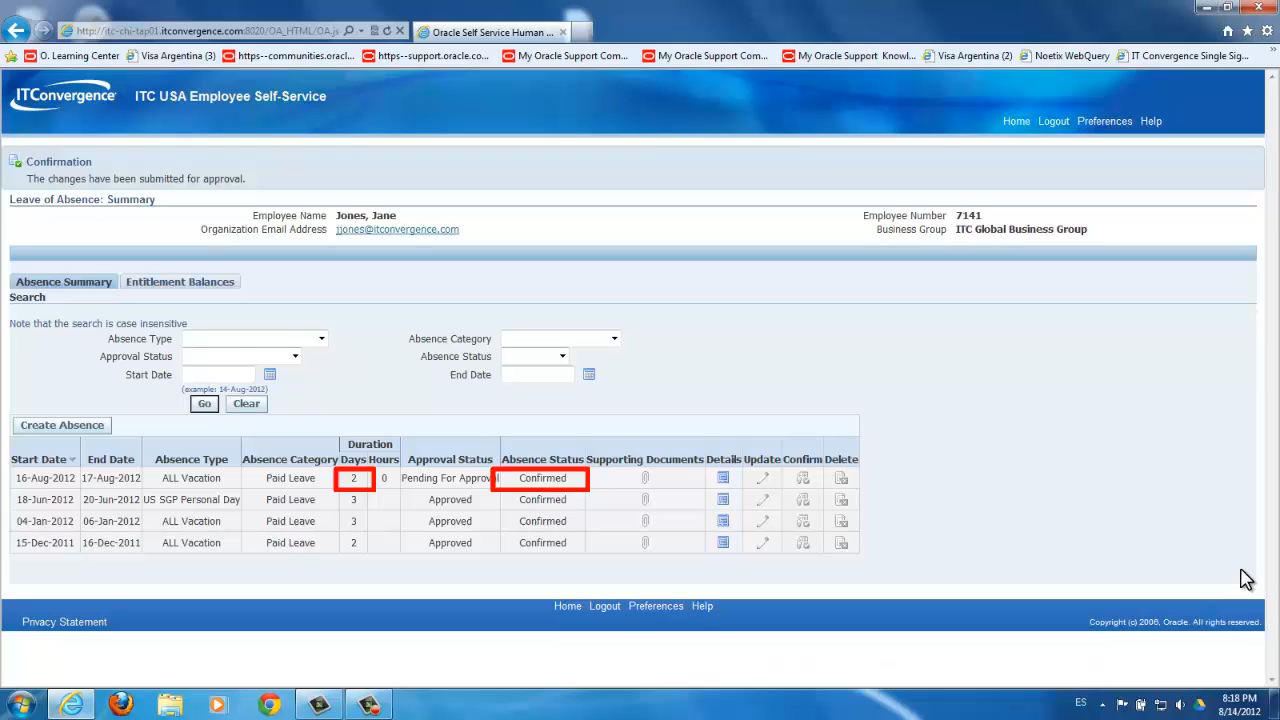 http://itc-chi-tap01.itconvergence.com:8020/OA_HTML/OA.js
Oracle Self Service Human ...
O. Learning Center
Visa Argentina (3)
https--communities.oracl...
https--support.oracle.co...
My Oracle Support Com...
My Oracle Support Com...
My Oracle Support Knowl...
Visa Argentina (2)
Noetix WebQuery
IT Convergence Single Sig...
ITConvergence
ITC USA Employee Self-Service
Home Logout Preferences Help
Confirmation
The changes have been submitted for approval.
Leave of Absence: Summary
Employee Name Jones, Jane
Employee Number 7141
Organization Email Address jjones@itconvergence.com
Business Group ITC Global Business Group
Absence Summary Entitlement Balances
Search
Note that the search is case insensitive
Absence Type
Absence Category
Approval Status
Absence Status
Start Date
End Date
(example: 14-Aug-2012)
Go Clear
Create Absence
Duration
Start Date End Date Absence Type Absence Category Days Hours Approval Status Absence Status Supporting Documents Details Update Confirm Delete
16-Aug-2012 17-Aug-2012 ALL Vacation Paid Leave 2 0 Pending For Approval Confirmed
18-Jun-2012 20-Jun-2012 US SGP Personal Day Paid Leave 3 Approved Confirmed
04-Jan-2012 06-Jan-2012 ALL Vacation Paid Leave 3 Approved Confirmed
15-Dec-2011 16-Dec-2011 ALL Vacation Paid Leave 2 Approved Confirmed
Home Logout Preferences Help
Privacy Statement
Copyright (c) 2006, Oracle. All rights reserved.
ES
8:18 PM
8/14/2012